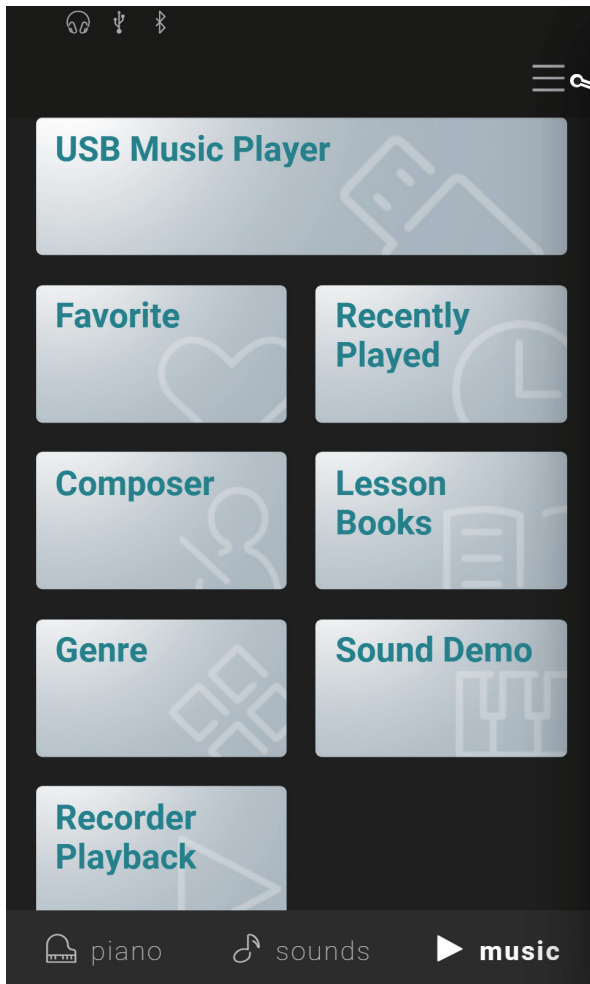 USB Music Player
Favorite
Recently
Played
Composer
Lesson
Books
Genre
Sound Demo
Recorder
Playback
piano
sounds
music